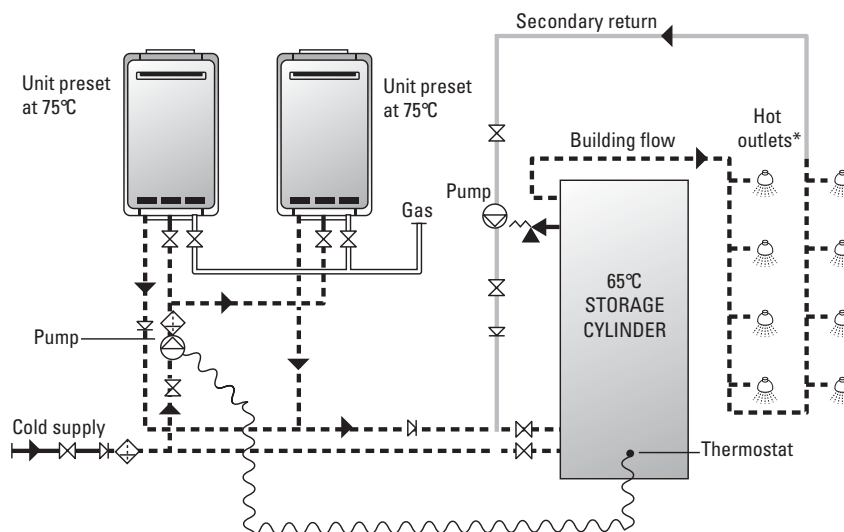 Secondary return
Unit preset
at 75°C
Unit preset
at 75°C
Hot
outlets*
Building flow
Pump
Gas
65°C
STORAGE
CYLINDER
Pump
Cold supply
Thermostat